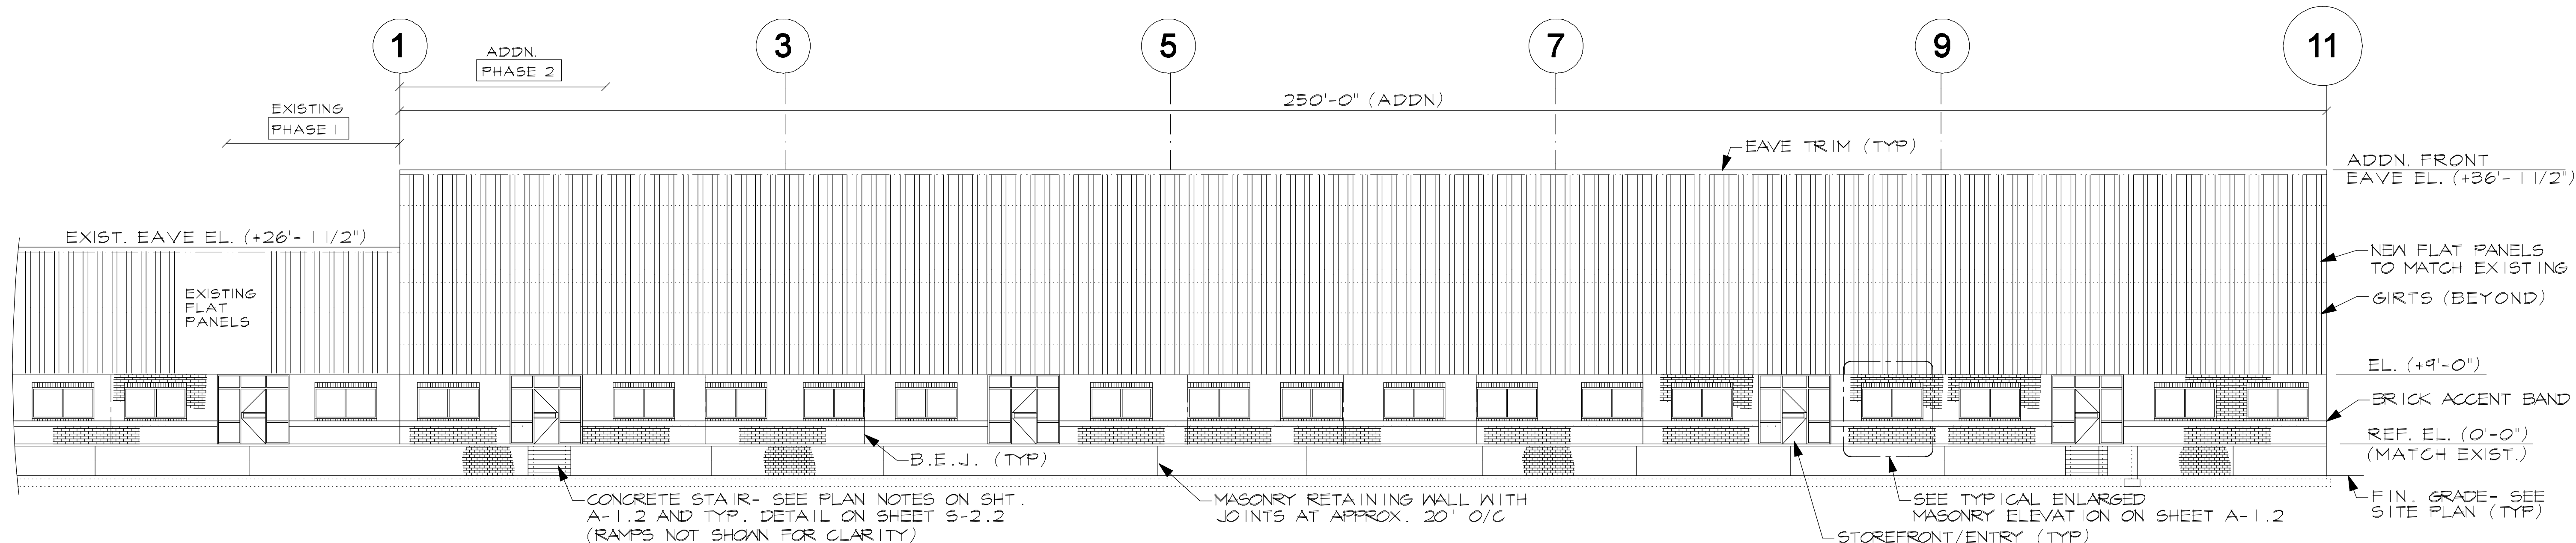 1
3
5
7
9
11
ADDN.
PHASE 2
EXISTING
PHASE 1
250'-0" (ADDN)
EAVE TRIM (TYP)
ADDN. FRONT
EAVE EL. (+36'- 11/2")
EXIST. EAVE EL. (+26'- 11/2")
EXISTING
FLAT
PANELS
NEW FLAT PANELS
TO MATCH EXISTING
GIRTS (BEYOND)
EL. (+9'-0")
BRICK ACCENT BAND
REF. EL. (0'-0")
(MATCH EXIST.)
B.E.J. (TYP)
CONCRETE STAIR- SEE PLAN NOTES ON SHT.
A-1.2 AND TYP. DETAIL ON SHEET S-2.2
(RAMPS NOT SHOWN FOR CLARITY)
MASONRY RETAINING WALL WITH
JOINTS AT APPROX. 20' O/C
SEE TYPICAL ENLARGED
MASONRY ELEVATION ON SHEET A-1.2
STOREFRONT/ENTRY (TYP)
FIN. GRADE- SEE
SITE PLAN (TYP)